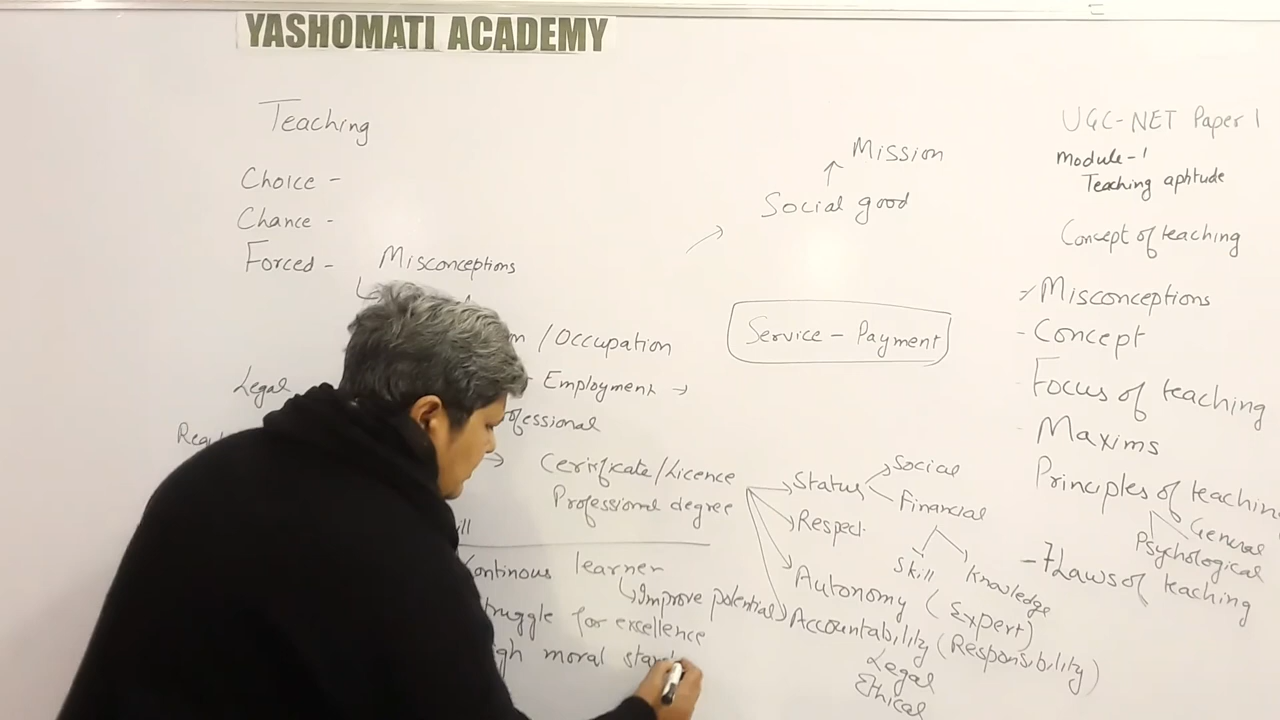 YASHOMATI ACADEMY
Teaching
Choice -
Chance -
Forced -
Misconceptions
/ Occupation
Legal
Employment →
→ Certificate/Licence
Professional degree
learner
Improve potential
for excellence
moral
Mission
↑
Social good
Service - Payment
Status
Social
Financial
Skill
Knowledge
Respect
Autonomy (Expert)
Accountability (Responsibility)
Legal
Ethical
UGC-NET Paper 1
Module-1
Teaching aptitude
Concept of teaching
Misconceptions
- Concept
- Focus of teaching
- Maxims
Principles of teaching
General
Psychological
- 7 Laws of teaching